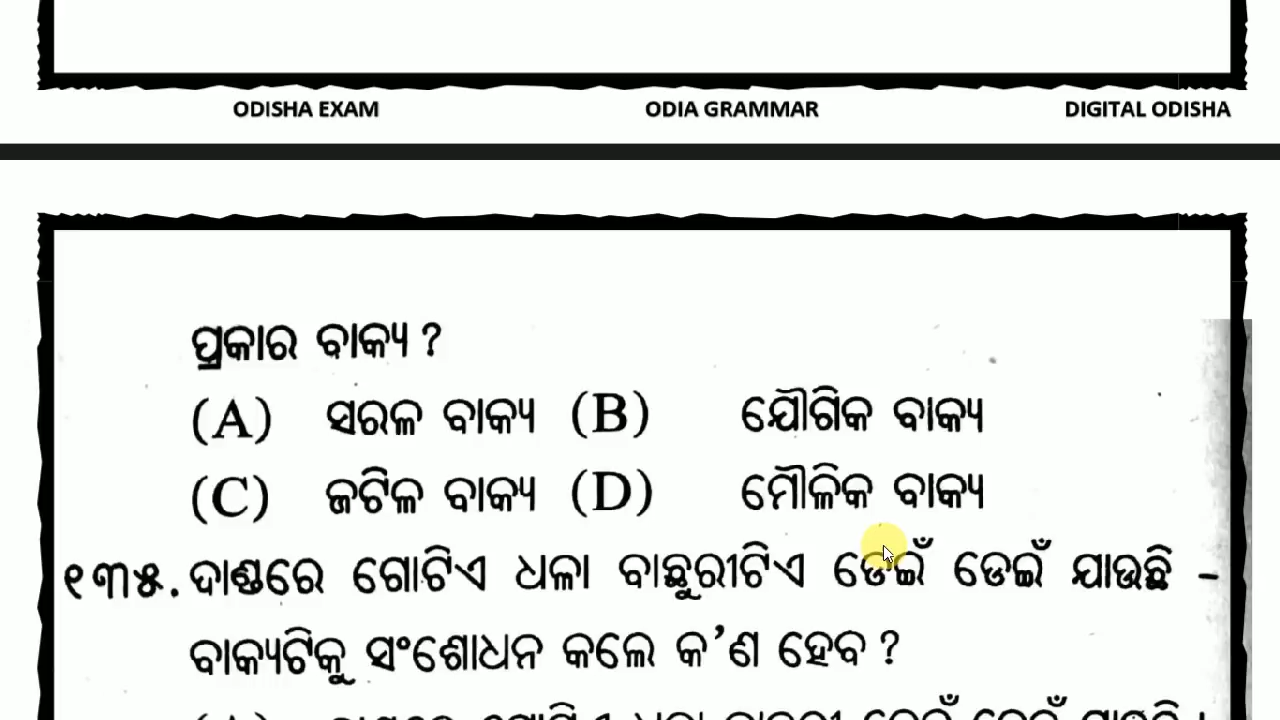 ODISHA EXAM ODIA GRAMMAR DIGITAL ODISHA
ପ୍ରକାର ବାକ୍ୟ ?
(A) ସରଳ ବାକ୍ୟ (B) ଯୌଗିକ ବାକ୍ୟ
(C) ଜଟିଳ ବାକ୍ୟ (D) ମୌଳିକ ବାକ୍ୟ
୧୩୫. ଦାଣ୍ଡରେ ଗୋଟିଏ ଧଳା ବାଛୁରୀଟିଏ ଡେଇଁ ଡେଇଁ ଯାଉଛି –
ବାକ୍ୟଟିକୁ ସଂଶୋଧନ କଲେ କ'ଣ ହେବ ?